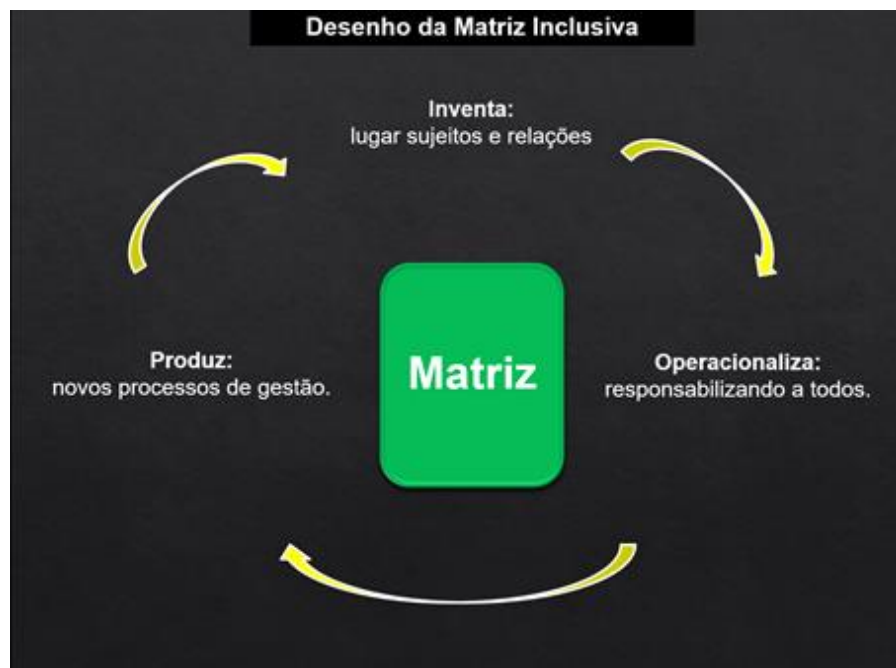 Desenho da Matriz Inclusiva
Inventa:
lugar sujeitos e relações
Produz:
novos processos de gestão.
Matriz
Operacionaliza:
responsabilizando a todos.